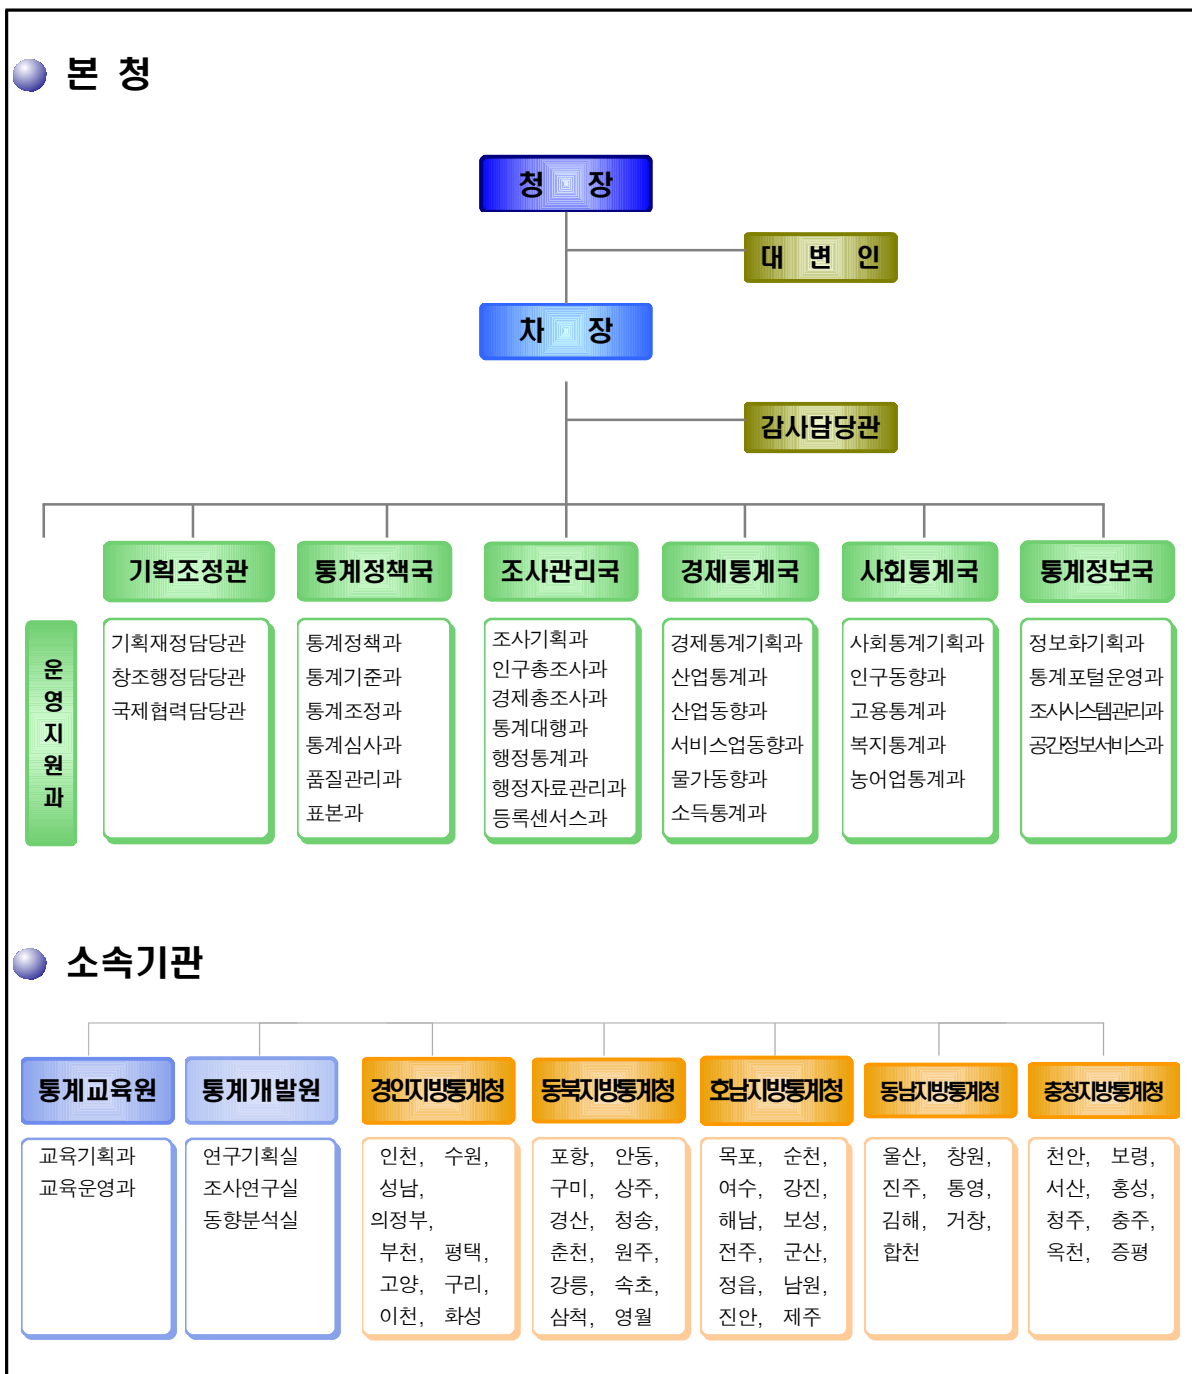 본 청
청 장
대 변 인
차 장
감사담당관
운영지원과
기획조정관
기획재정담당관
창조행정담당관
국제협력담당관
통계정책국
통계정책과
통계기준과
통계조정과
통계심사과
품질관리과
표본과
조사관리국
조사기획과
인구총조사과
경제총조사과
통계대행과
행정통계과
행정자료관리과
등록센서스과
경제통계국
경제통계기획과
산업통계과
산업동향과
서비스업동향과
물가동향과
소득통계과
사회통계국
사회통계기획과
인구동향과
고용통계과
복지통계과
농어업통계과
통계정보국
정보화기획과
통계포털운영과
조사시스템관리과
공간정보서비스과
소속기관
통계교육원
교육기획과
교육운영과
통계개발원
연구기획실
조사연구실
동향분석실
경인지방통계청
인천, 수원,
성남,
의정부,
부천, 평택,
고양, 구리,
이천, 화성
동북지방통계청
포항, 안동,
구미, 상주,
경산, 청송,
춘천, 원주,
강릉, 속초,
삼척, 영월
호남지방통계청
목포, 순천,
여수, 강진,
해남, 보성,
전주, 군산,
정읍, 남원,
진안, 제주
동남지방통계청
울산, 창원,
진주, 통영,
김해, 거창,
합천
충청지방통계청
천안, 보령,
서산, 홍성,
청주, 충주,
옥천, 증평